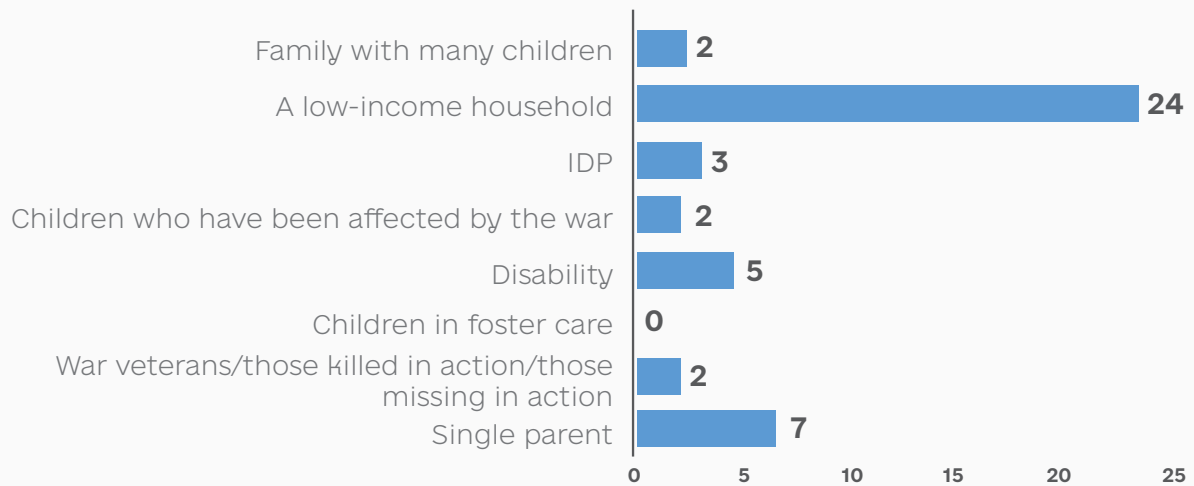 Family with many children 2
A low-income household 24
IDP 3
Children who have been affected by the war 2
Disability 5
Children in foster care 0
War veterans/those killed in action/those
missing in action 2
Single parent 7
0 5 10 15 20 25